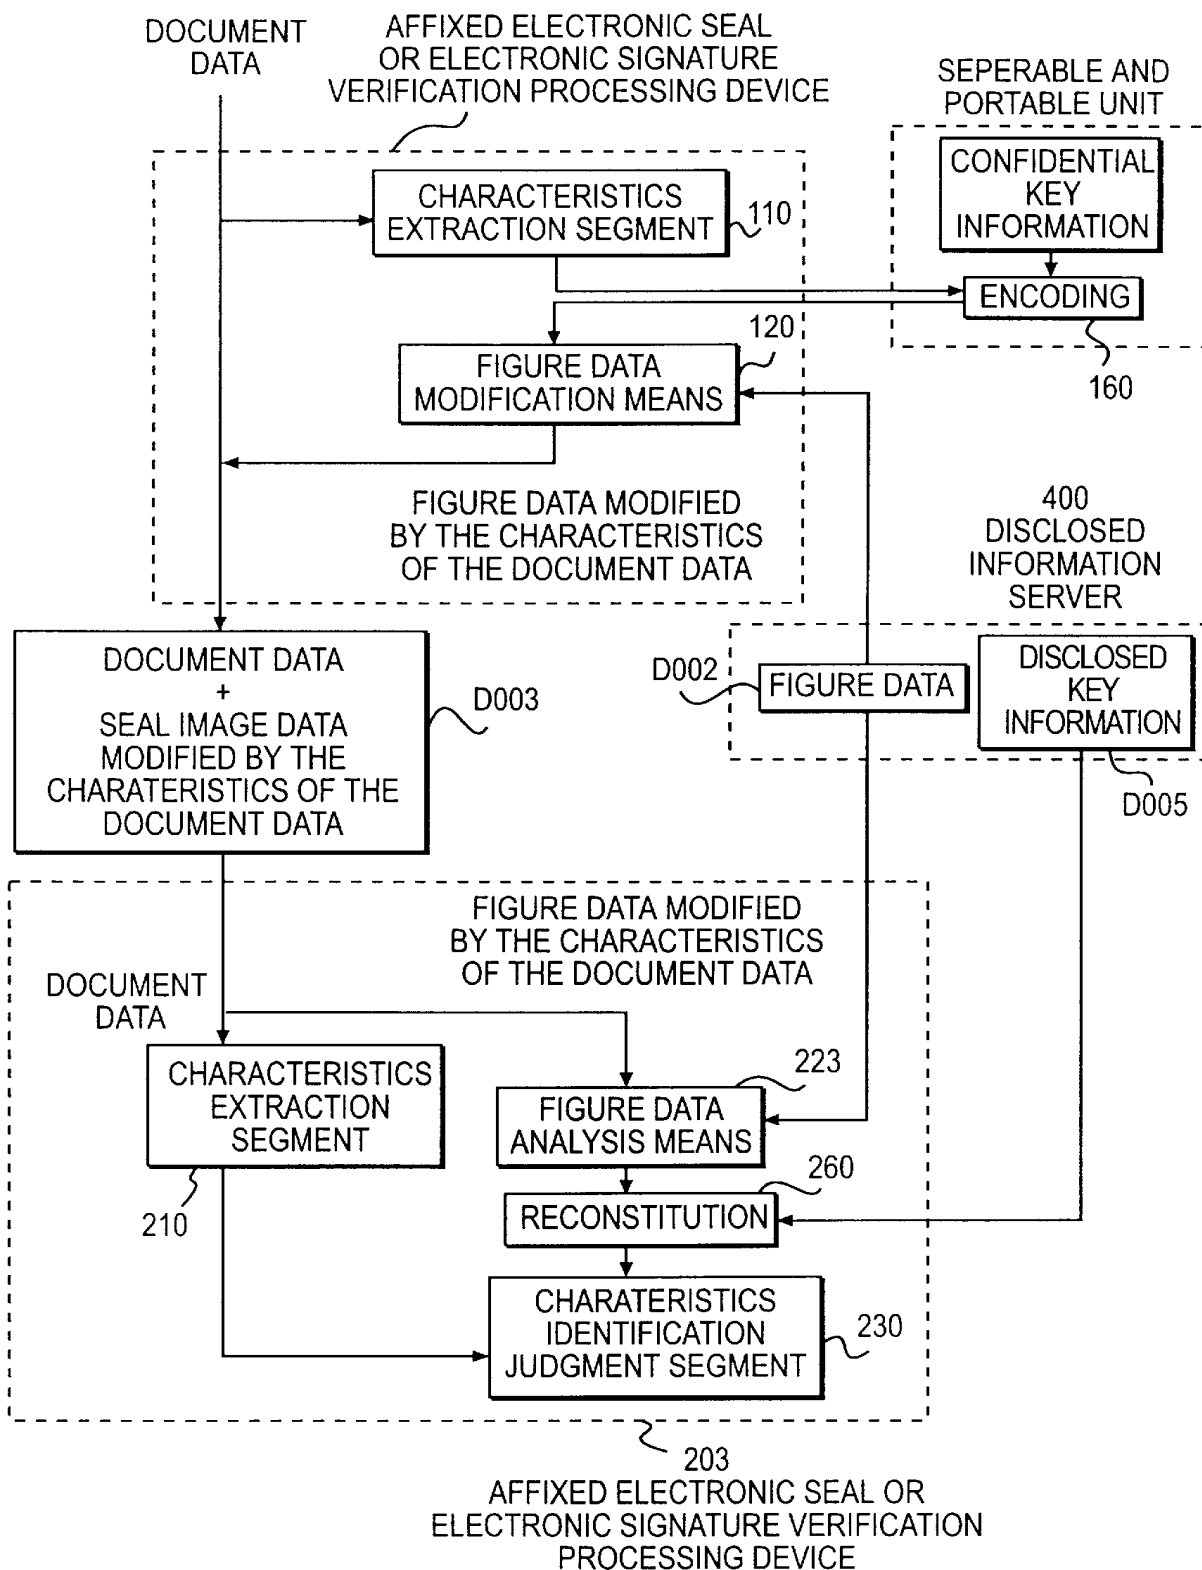 DOCUMENT
DATA
AFFIXED ELECTRONIC SEAL
OR ELECTRONIC SIGNATURE
VERIFICATION PROCESSING DEVICE
SEPERABLE AND
PORTABLE UNIT
CONFIDENTIAL
KEY
INFORMATION
CHARACTERISTICS
EXTRACTION SEGMENT
110
ENCODING
160
120
FIGURE DATA
MODIFICATION MEANS
FIGURE DATA MODIFIED
BY THE CHARACTERISTICS
OF THE DOCUMENT DATA
400
DISCLOSED
INFORMATION
SERVER
DOCUMENT DATA
+
SEAL IMAGE DATA
MODIFIED BY THE
CHARATERISTICS OF THE
DOCUMENT DATA
D003
D002
FIGURE DATA
DISCLOSED
KEY
INFORMATION
D005
FIGURE DATA MODIFIED
BY THE CHARACTERISTICS
OF THE DOCUMENT DATA
DOCUMENT
DATA
CHARACTERISTICS
EXTRACTION
SEGMENT
210
223
FIGURE DATA
ANALYSIS MEANS
260
RECONSTITUTION
CHARATERISTICS
IDENTIFICATION
JUDGMENT SEGMENT
230
203
AFFIXED ELECTRONIC SEAL OR
ELECTRONIC SIGNATURE VERIFICATION
PROCESSING DEVICE